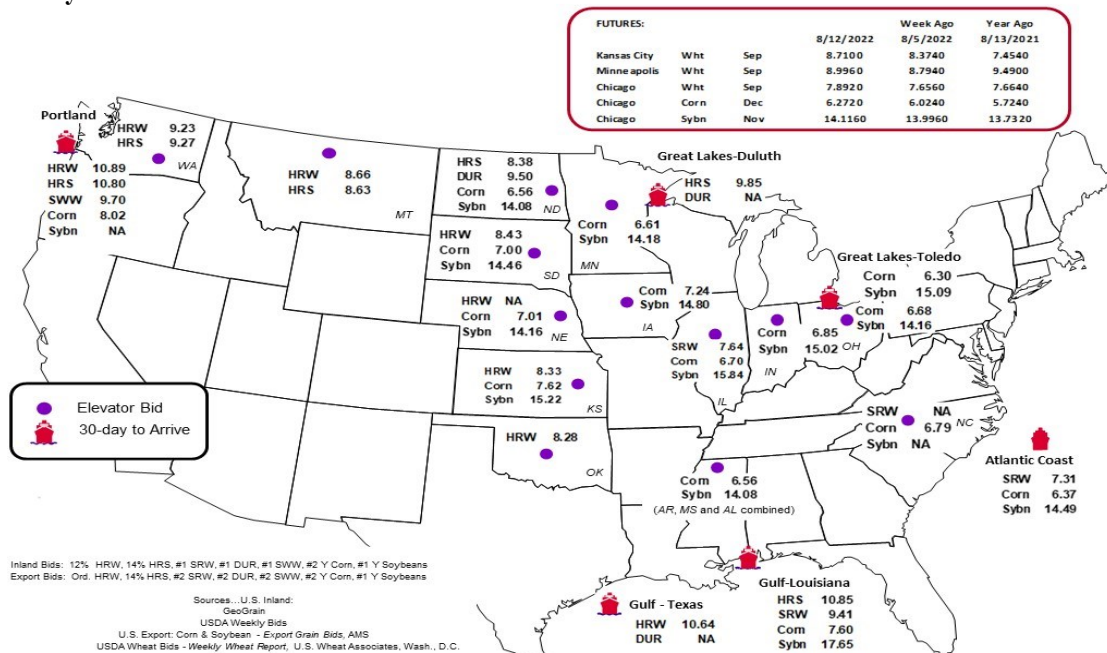 FUTURES: Week Ago Year Ago
8/12/2022 8/5/2022 8/13/2021
Kansas City Wht Sep 8.7100 8.3740 7.4540
Minneapolis Wht Sep 8.9960 8.7940 9.4900
Chicago Wht Sep 7.8920 7.6560 7.6640
Chicago Corn Dec 6.2720 6.0240 5.7240
Chicago Sybn Nov 14.1160 13.9960 13.7320
Portland
HRW 9.23
HRS 9.27
WA
HRW 10.89
HRS 10.80
SWW 9.70
Corn 8.02
Sybn NA
HRW 8.66
HRS 8.63
MT
HRS 8.38
DUR 9.50
Corn 6.56
Sybn 14.08
ND
Great Lakes-Duluth
HRS 9.85
DUR NA
Corn 6.61
Sybn 14.18
MN
HRW 8.43
Corn 7.00
Sybn 14.46
SD
Great Lakes-Toledo
Corn 6.30
Sybn 15.09
Corn 6.68
Sybn 14.16
OH
HRW NA
Corn 7.01
Sybn 14.16
NE
Corn 7.24
Sybn 14.80
IA
SRW 7.64
Corn 6.70
Sybn 15.84
IL
Corn 6.85
Sybn 15.02
IN
HRW 8.33
Corn 7.62
Sybn 15.22
KS
Elevator Bid
30-day to Arrive
HRW 8.28
OK
SRW NA
Corn 6.79
Sybn NA
NC
Atlantic Coast
SRW 7.31
Corn 6.37
Sybn 14.49
Corn 6.56
Sybn 14.08
(AR, MS and AL combined)
Gulf-Louisiana
HRS 10.85
SRW 9.41
Corn 7.60
Sybn 17.65
Gulf - Texas
HRW 10.64
DUR NA
Inland Bids: 12% HRW, 14% HRS, #1 SRW, #1 DUR, #1 SWW, #2 Y Corn, #1 Y Soybeans
Export Bids: Ord. HRW, 14% HRS, #2 SRW, #2 DUR, #2 SWW, #2 Y Corn, #1 Y Soybeans
Sources...U.S. Inland:
GeoGrain
USDA Weekly Bids
U.S. Export: Corn & Soybean - Export Grain Bids, AMS
USDA Wheat Bids - Weekly Wheat Report, U.S. Wheat Associates, Wash., D.C.